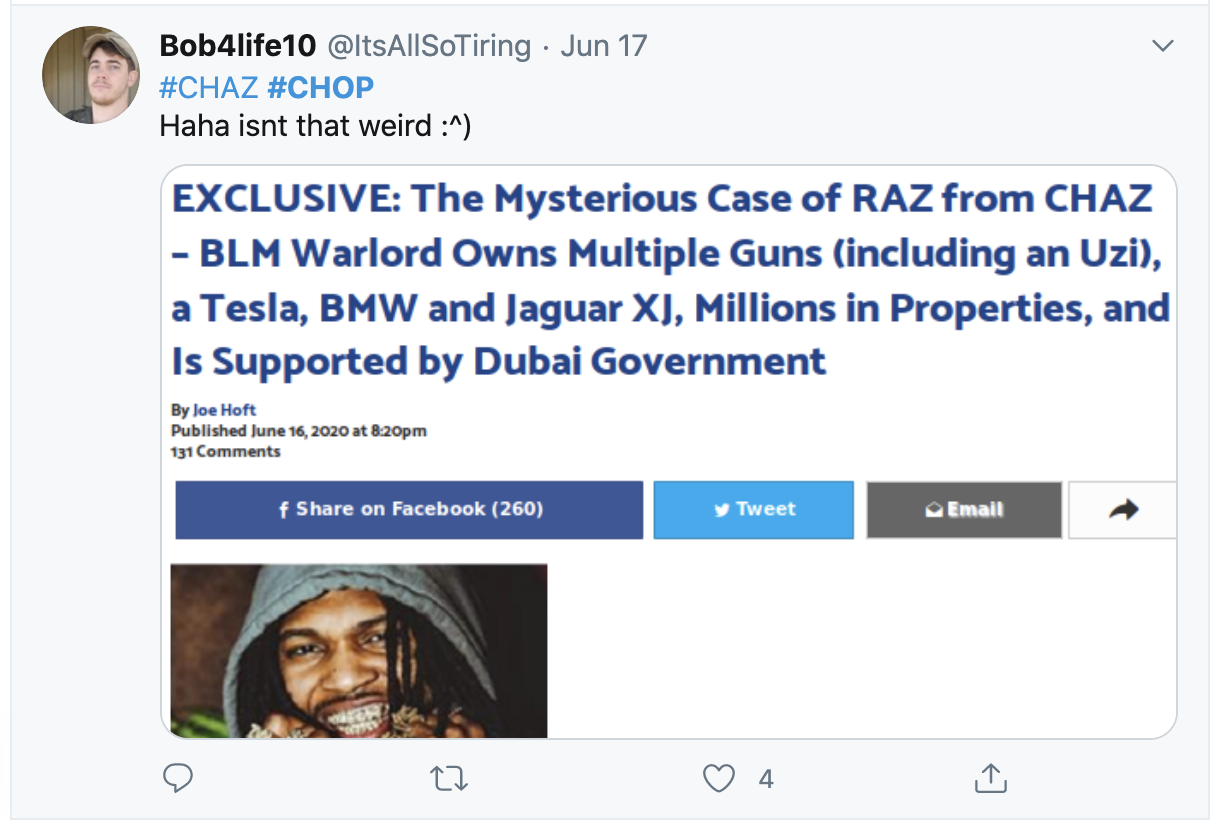 Bob4life10 @ItsAllSoTiring · Jun 17
#CHAZ #CHOP
Haha isnt that weird :^)
EXCLUSIVE: The Mysterious Case of RAZ from CHAZ
– BLM Warlord Owns Multiple Guns (including an Uzi),
a Tesla, BMW and Jaguar XJ, Millions in Properties, and
Is Supported by Dubai Government
By Joe Hoft
Published June 16, 2020 at 8:20pm
131 Comments
f Share on Facebook (260) Tweet Email
4